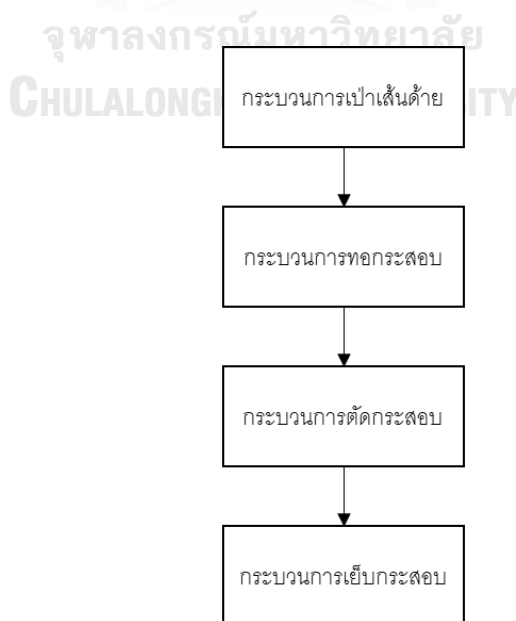 จุฬาลงกรณ์มหาวิทยาลัย
CHULALONG ITY
กระบวนการเป่าเส้นด้าย
กระบวนการทอกระสอบ
กระบวนการตัดกระสอบ
กระบวนการเย็บกระสอบ